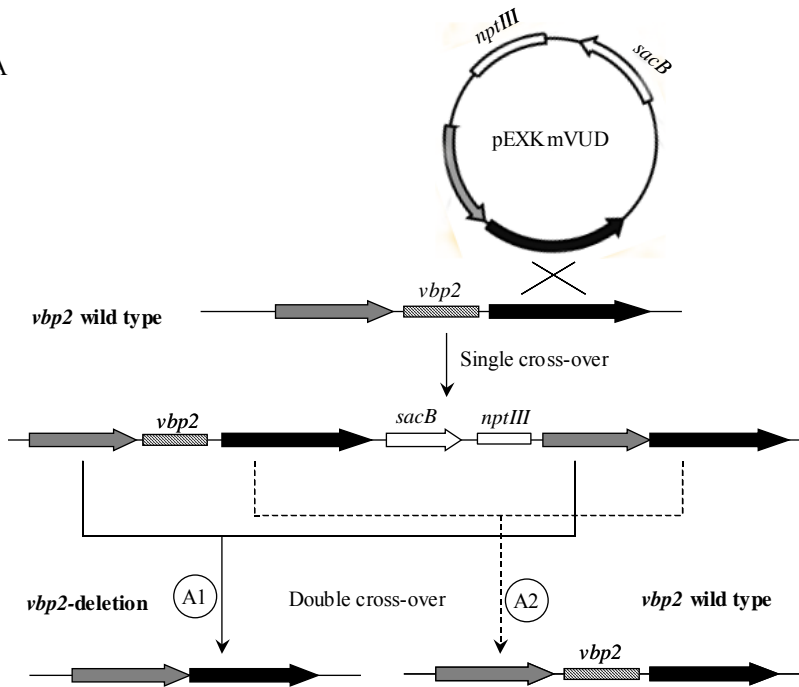 A
nptIII
sacB
pEXKmVUD
vbp2
vbp2 wild type
Single cross-over
vbp2
sacB
nptIII
vbp2-deletion
A1
Double cross-over
A2
vbp2 wild type
vbp2